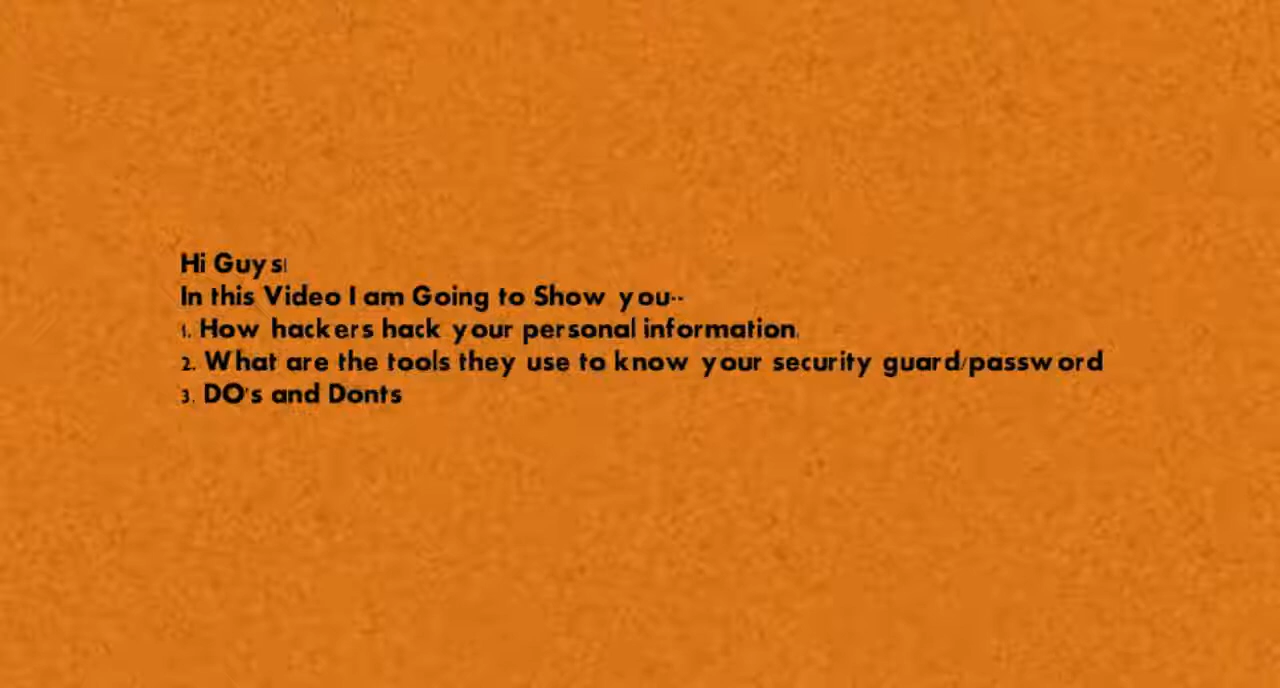 Hi Guys!
In this Video I am Going to Show you--
1. How hackers hack your personal information.
2. What are the tools they use to know your security guard/password
3. DO's and Donts